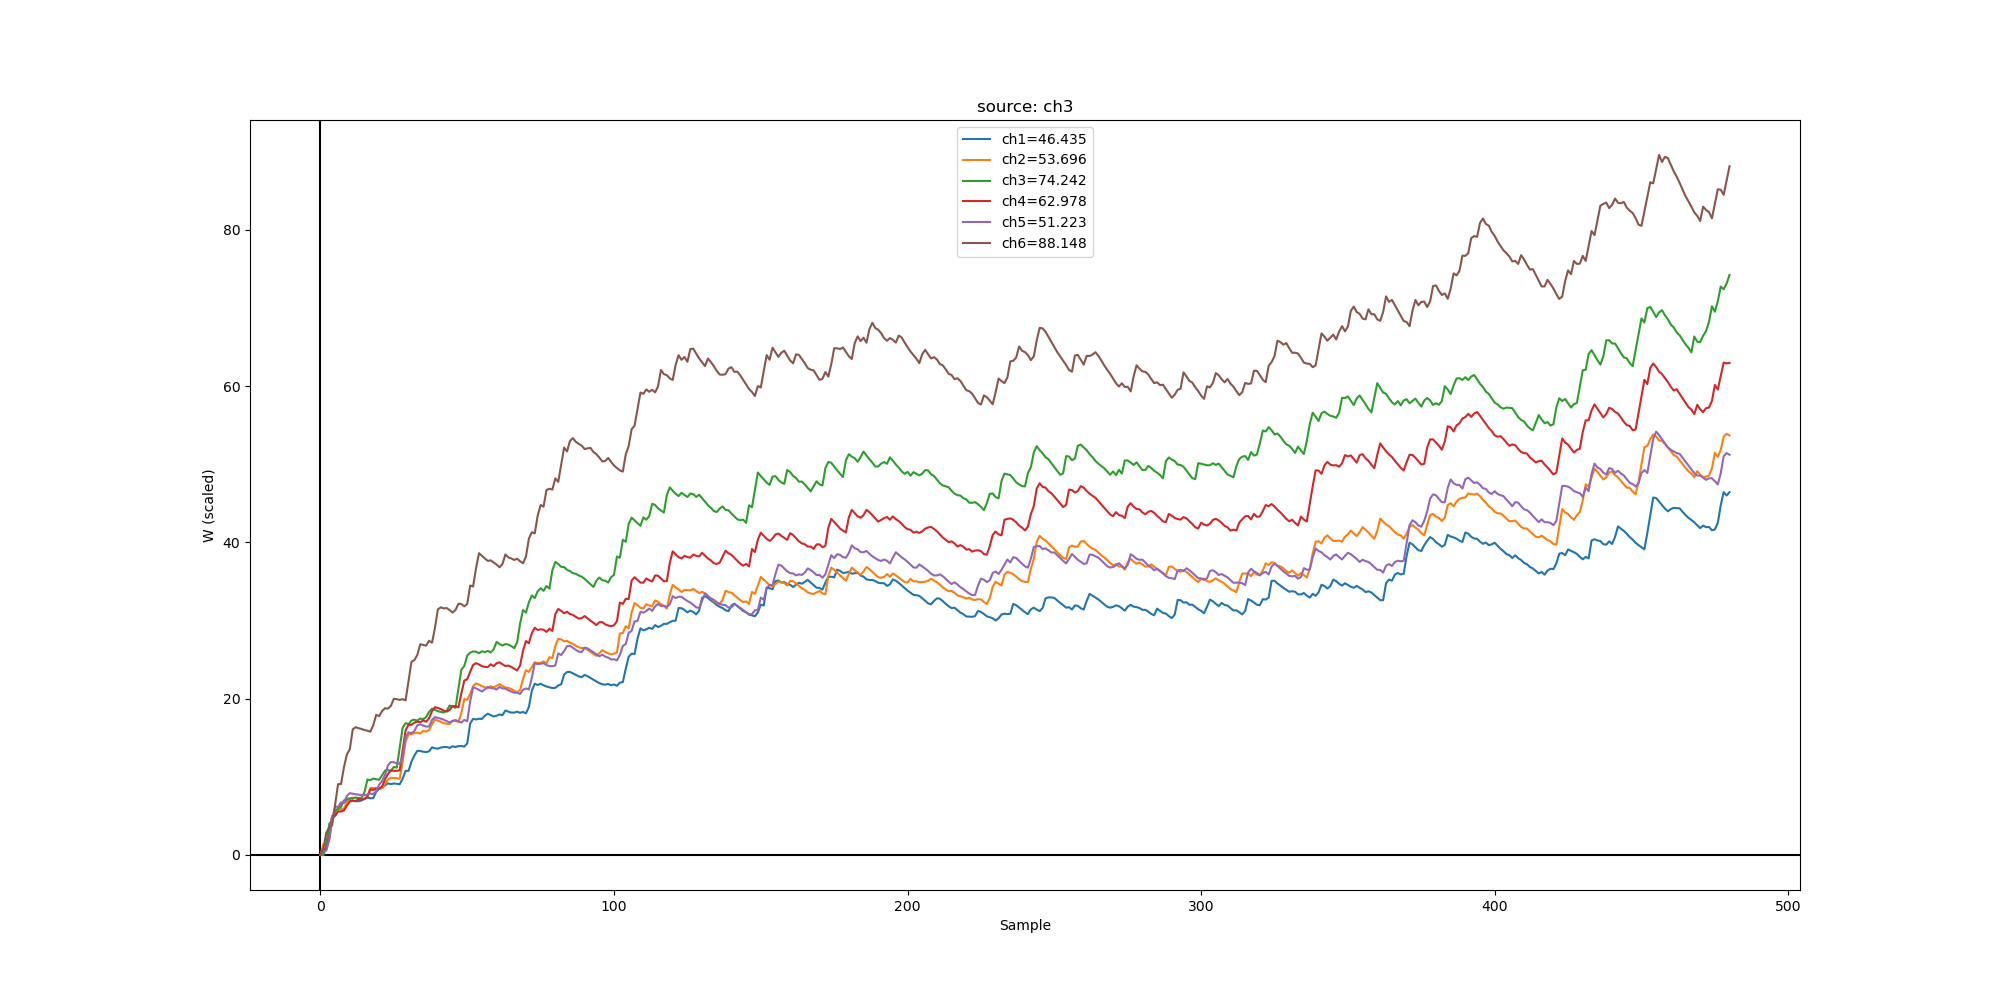 source: ch3
ch1=46.435
ch2=53.696
ch3=74.242
ch4=62.978
ch5=51.223
ch6=88.148
W (scaled)
80
60
40
20
0
0 100 200 300 400 500
Sample